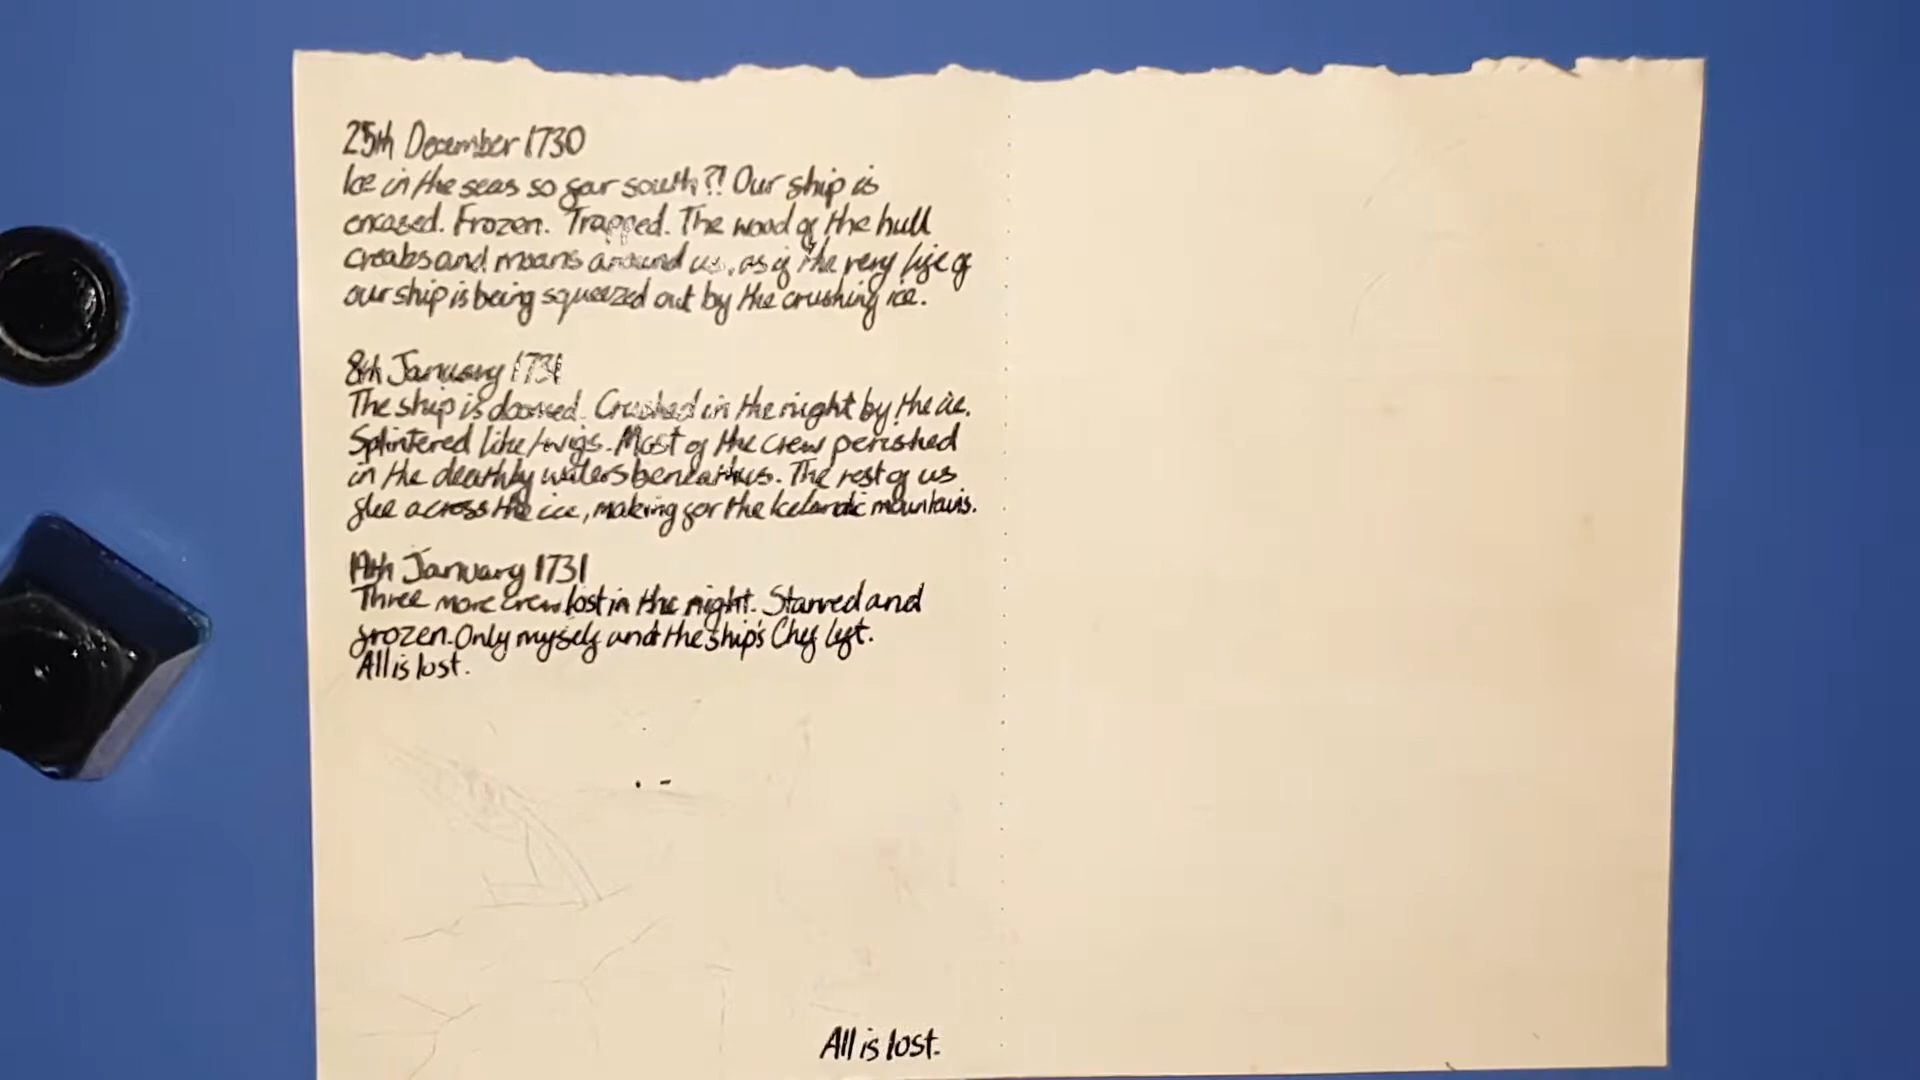 25th December 1730
Ice in the seas so far south?! Our ship is
encased. Frozen. Trapped. The wood of the hull
creaks and moans around us, as if the very life of
our ship is being squeezed out by the crushing ice.
8th January 1731
The ship is doomed. Crushed in the night by the ice.
Splintered like twigs. Most of the crew perished
in the deathly waters beneath us. The rest of us
flee across the ice, making for the Icelandic mountains.
19th January 1731
Three more crew lost in the night. Starved and
frozen. Only myself and the ship's Chef left.
All is lost.
All is lost.